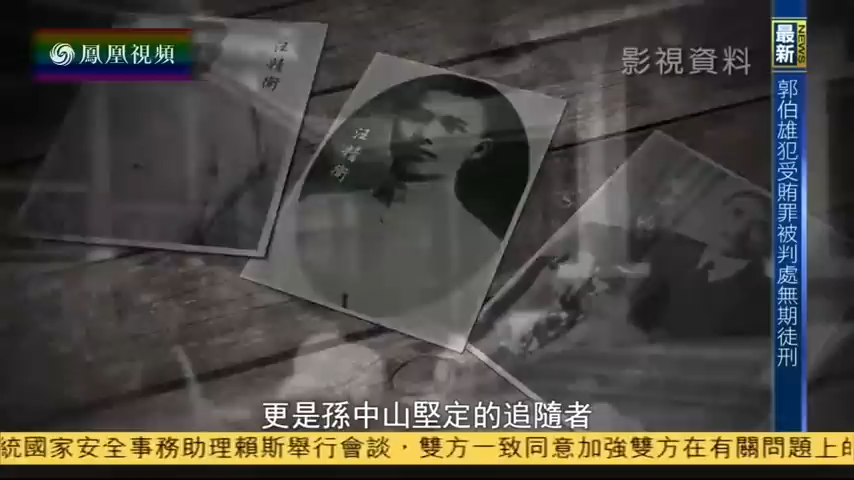 鳳凰視頻
影視資料
最新
NEWS
郭伯雄犯受賄罪被判處無期徒刑
汪精衛
汪精衛
更是孫中山堅定的追隨者
統國家安全事務助理賴斯舉行會談，雙方一致同意加強雙方在有關問題上的